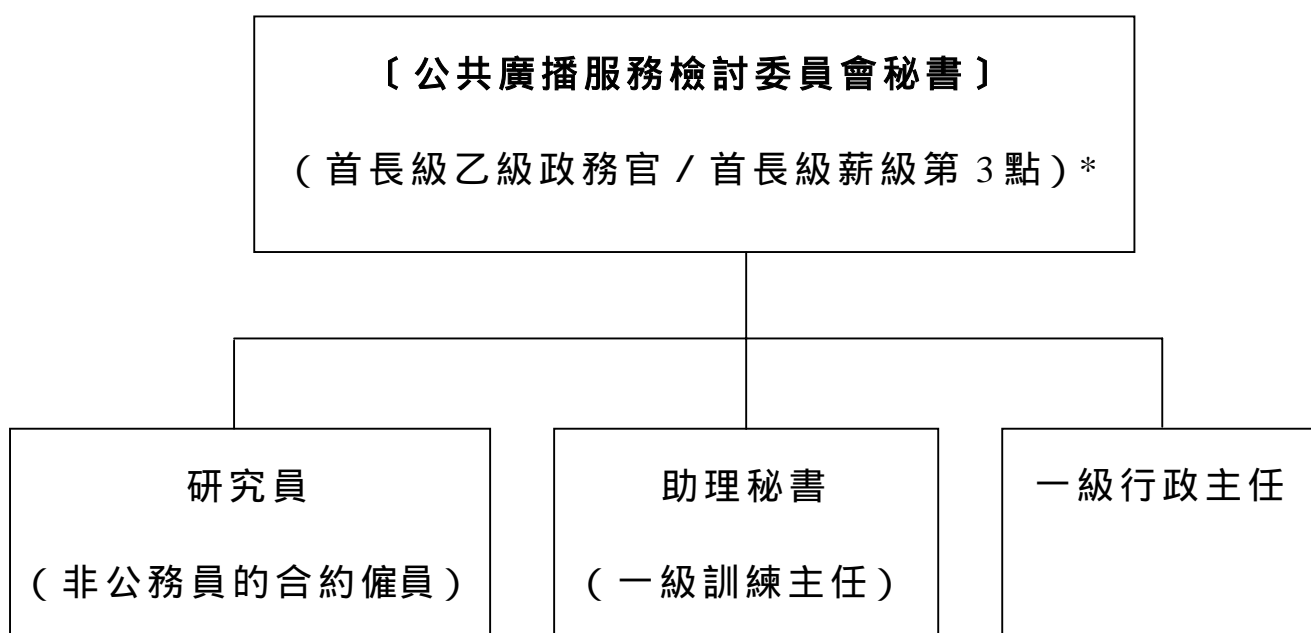 〔公共廣播服務檢討委員會秘書〕
(首長級乙級政務官/首長級薪級第3點)*
研究員
(非公務員的合約僱員)
助理秘書
(一級訓練主任)
一級行政主任